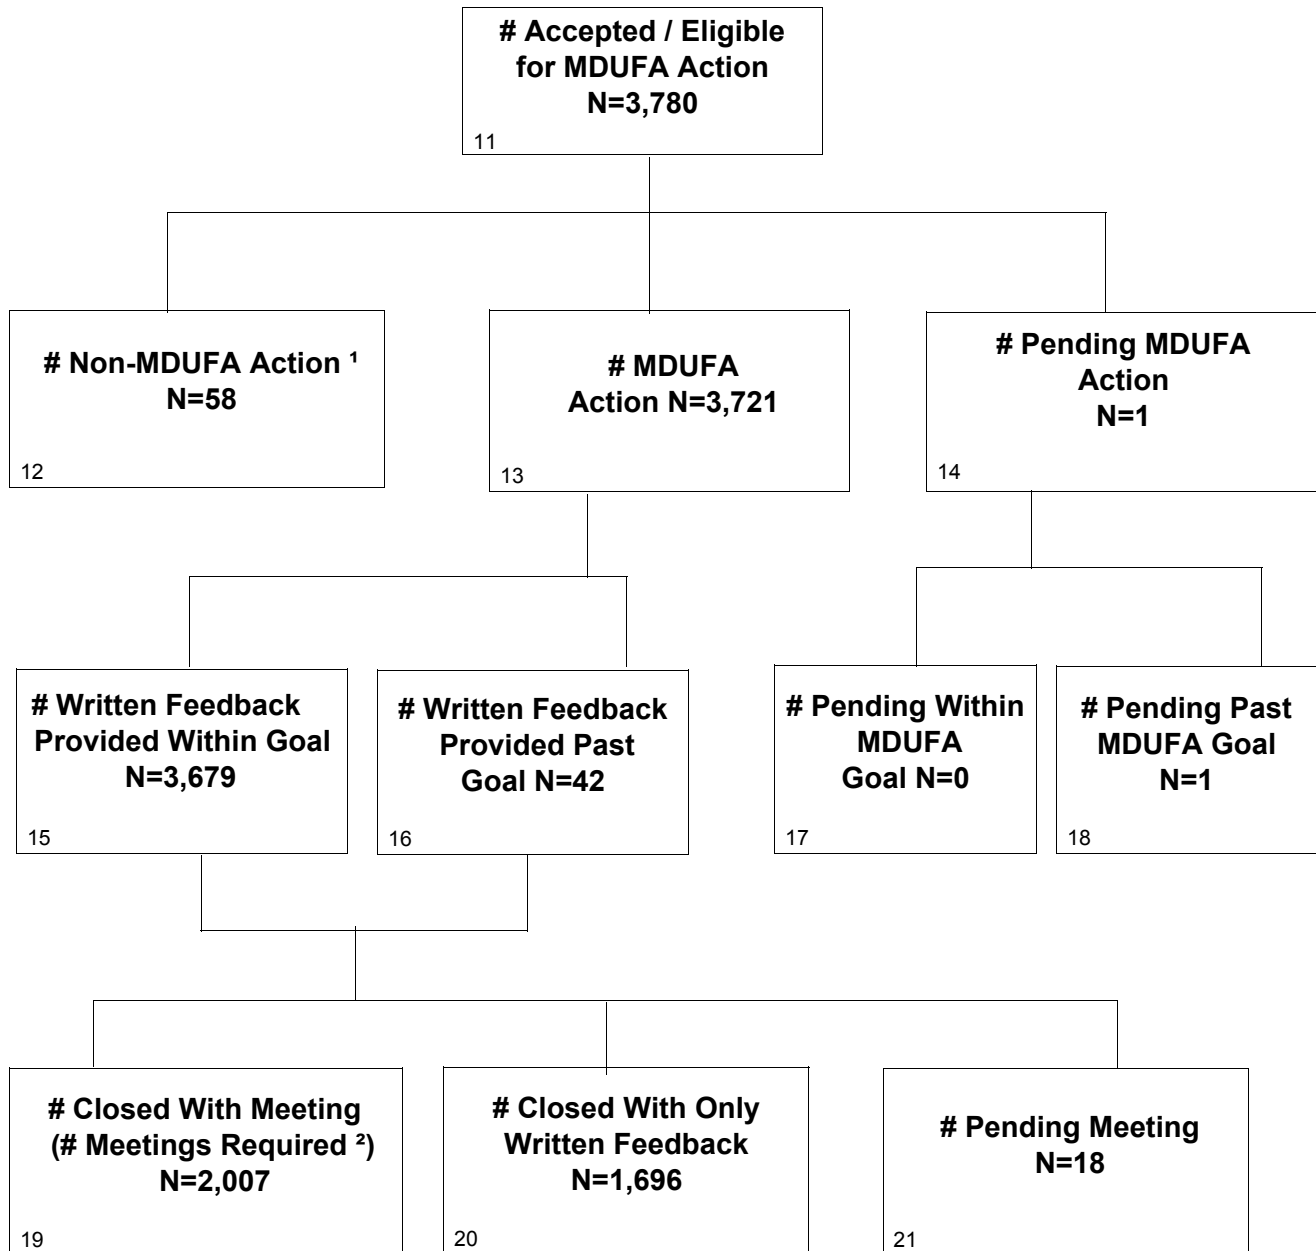 # Accepted / Eligible
for MDUFA Action
N=3,780
11
# Non-MDUFA Action ¹
N=58
12
# MDUFA
Action N=3,721
13
# Pending MDUFA
Action
N=1
14
# Written Feedback
Provided Within Goal
N=3,679
15
# Written Feedback
Provided Past
Goal N=42
16
# Pending Within
MDUFA
Goal N=0
17
# Pending Past
MDUFA Goal
N=1
18
# Closed With Meeting
(# Meetings Required ²)
N=2,007
19
# Closed With Only
Written Feedback
N=1,696
20
# Pending Meeting
N=18
21